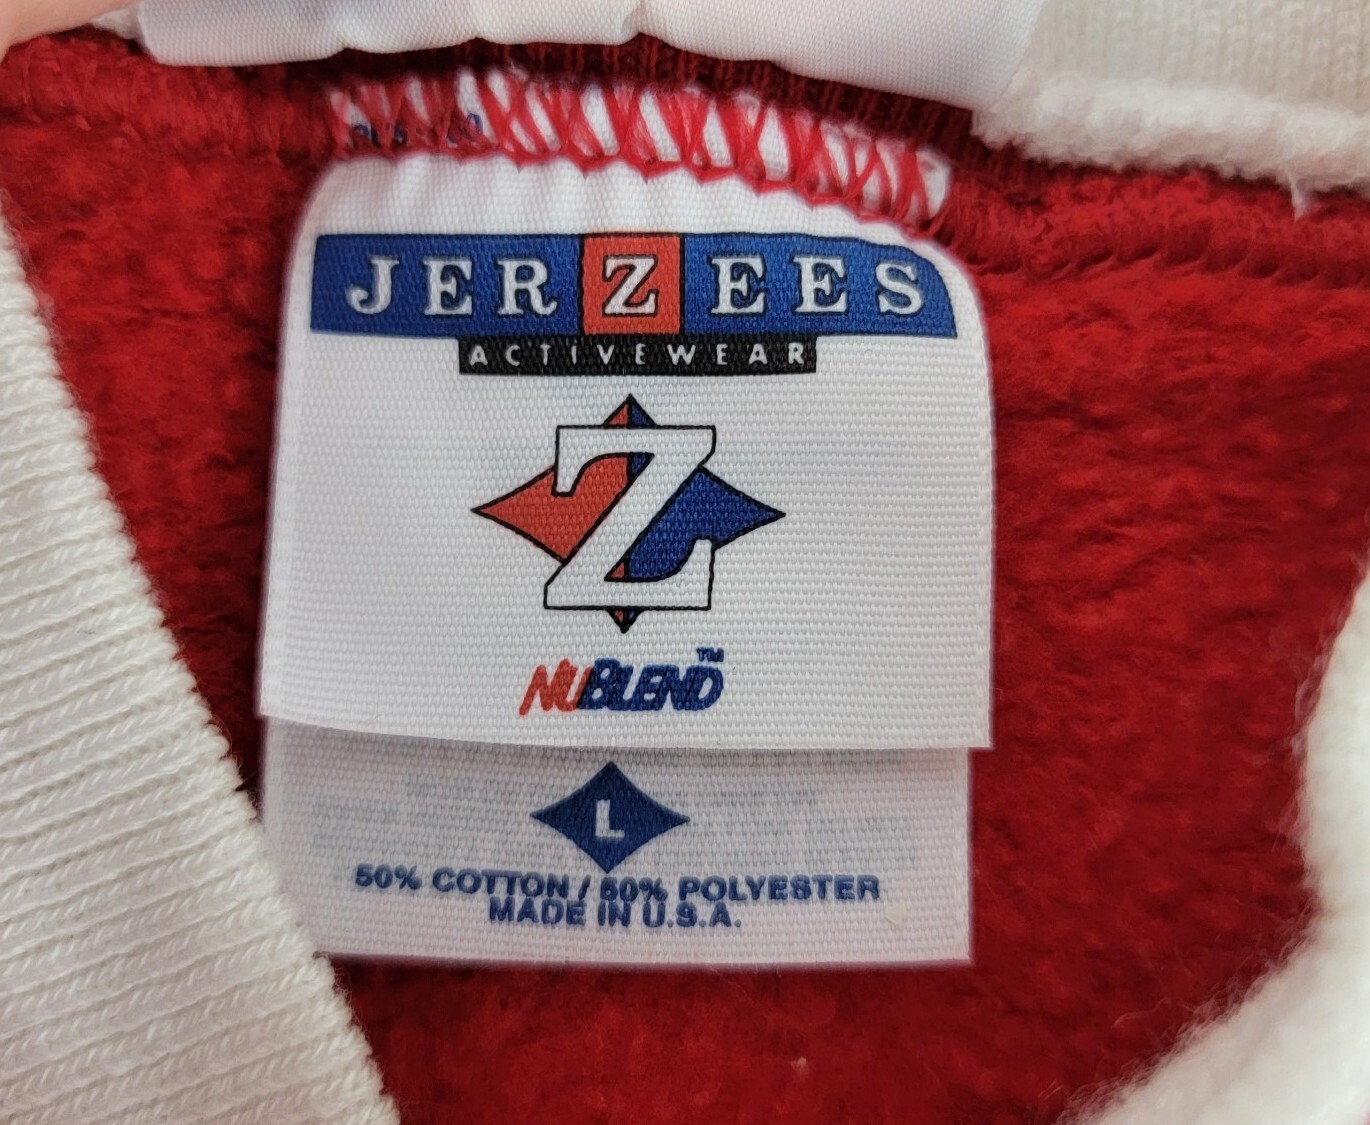 JERZEES
ACTIVEWEAR
Z
NUBLEND™
L
50% COTTON / 50% POLYESTER
MADE IN U.S.A.